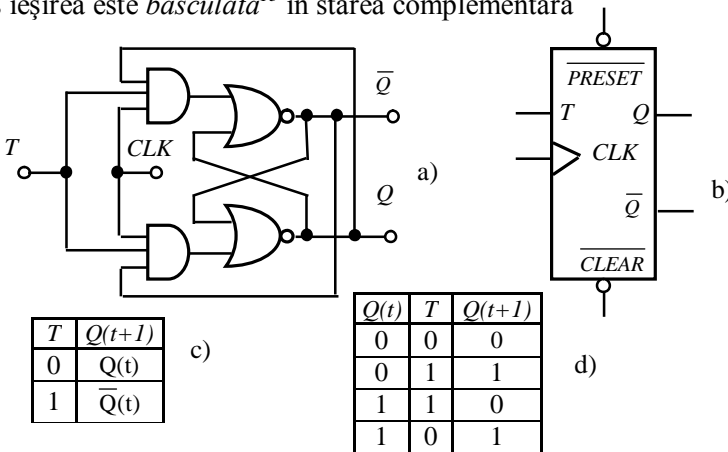 ieşirea este basculată" în starea complementară
Q̅
PRESET
T
Q
T
CLK
CLK
a)
b)
Q
Q̅
CLEAR
T Q(t+1)
0 Q(t)
1 Q̅(t)
c)
Q(t) T Q(t+1)
0 0 0
0 1 1
1 1 0
1 0 1
d)